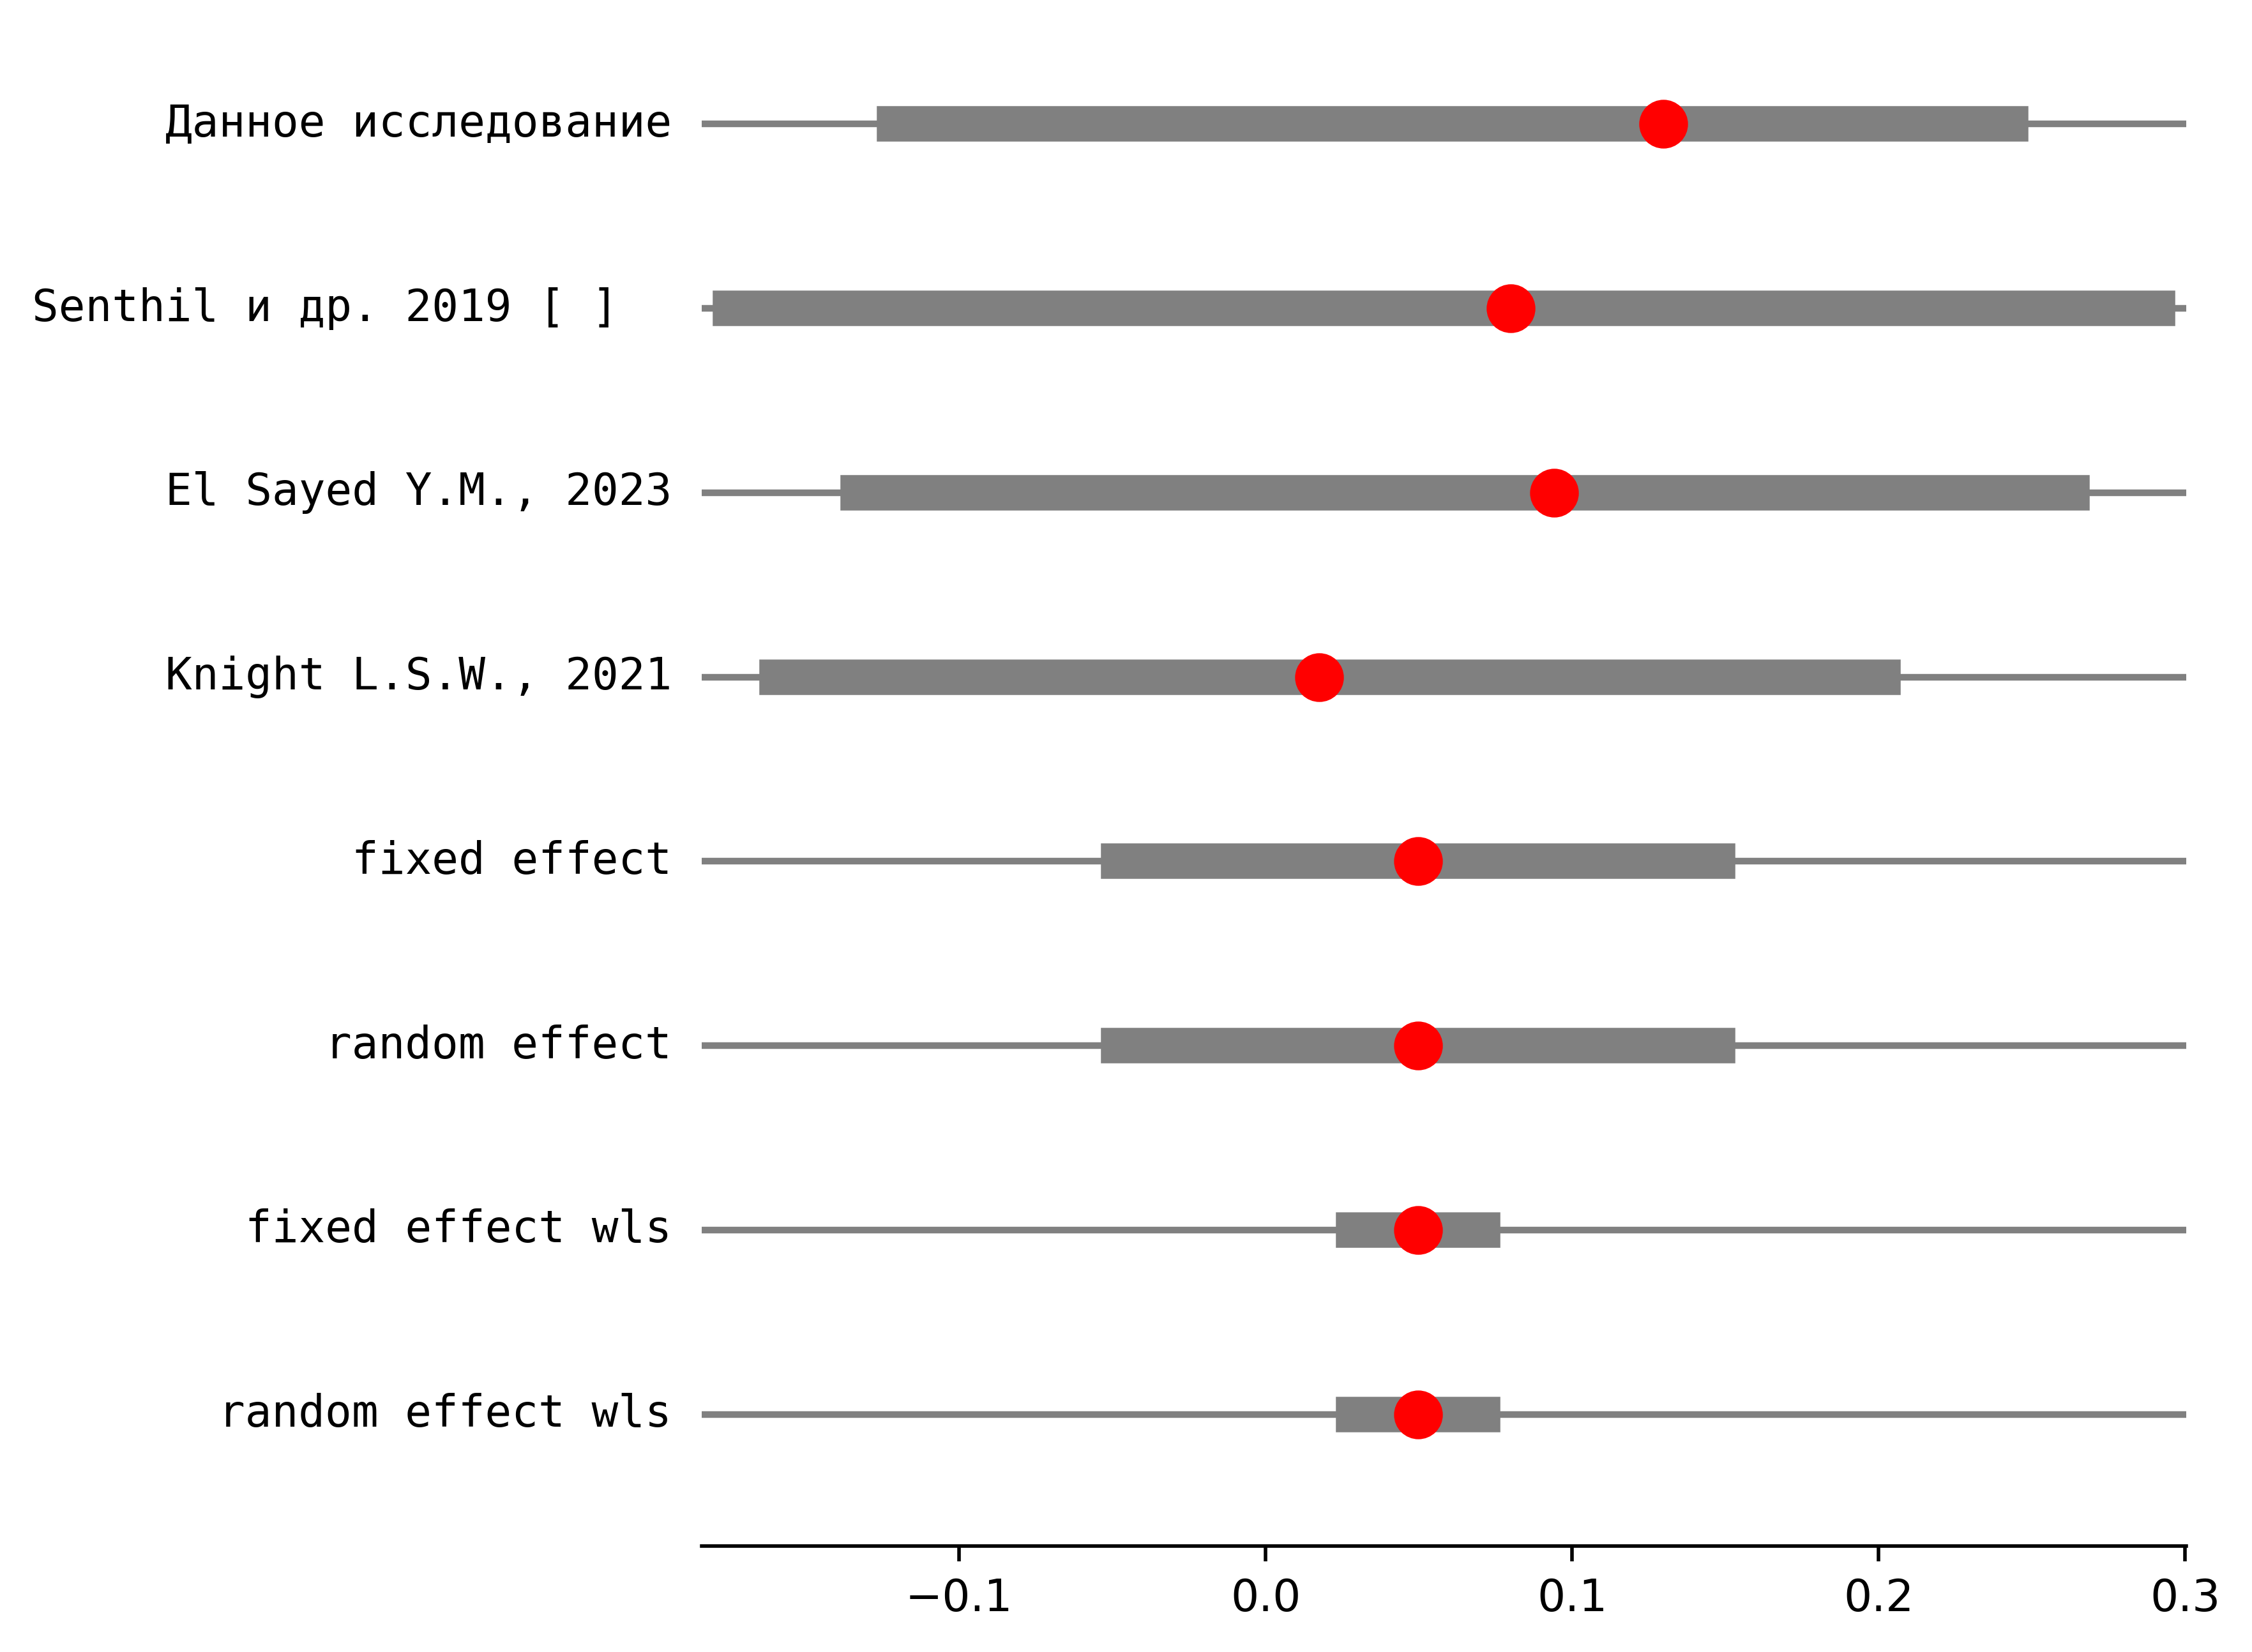 Данное исследование
Senthil и др. 2019 [ ]
El Sayed Y.M., 2023
Knight L.S.W., 2021
fixed effect
random effect
fixed effect wls
random effect wls
−0.1 0.0 0.1 0.2 0.3